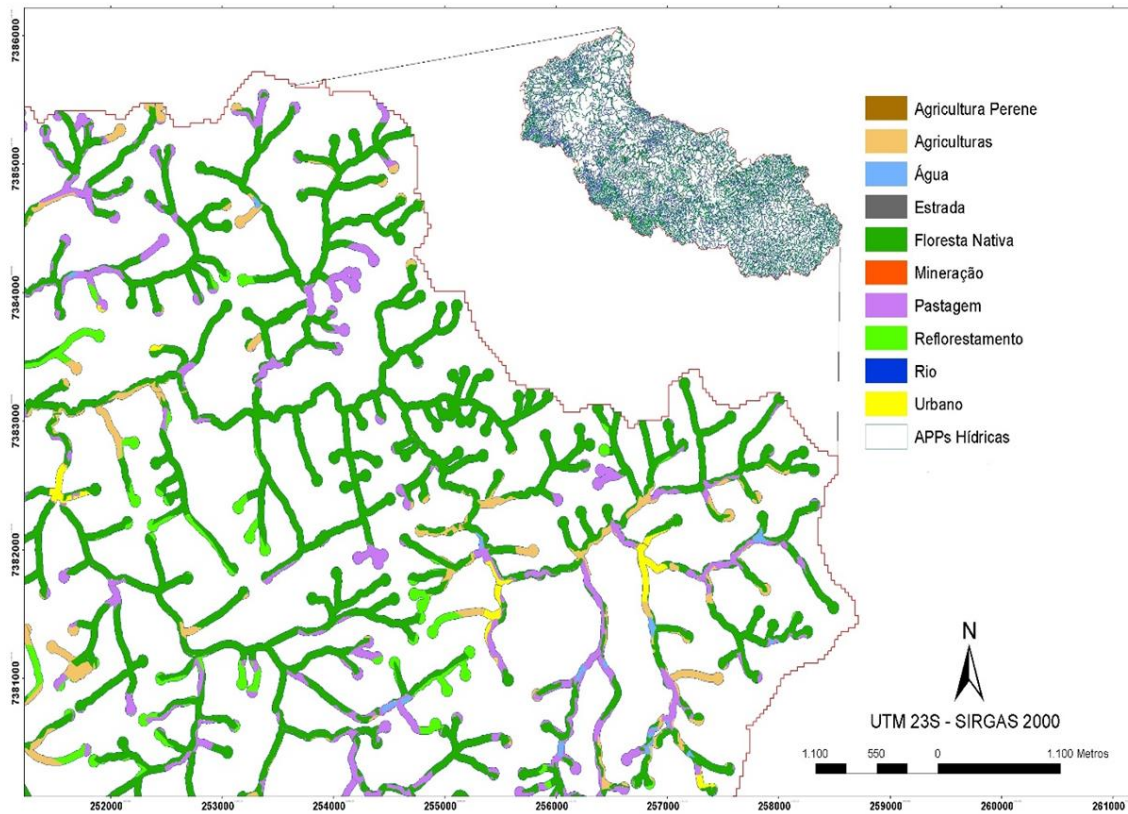 7386000
7385000
7384000
7383000
7382000
7381000
Agricultura Perene
Agriculturas
Água
Estrada
Floresta Nativa
Mineração
Pastagem
Reflorestamento
Rio
Urbano
APPs Hídricas
N
UTM 23S - SIRGAS 2000
1.100 550 0 1.100 Metros
252000 253000 254000 255000 256000 257000 258000 259000 260000 261000